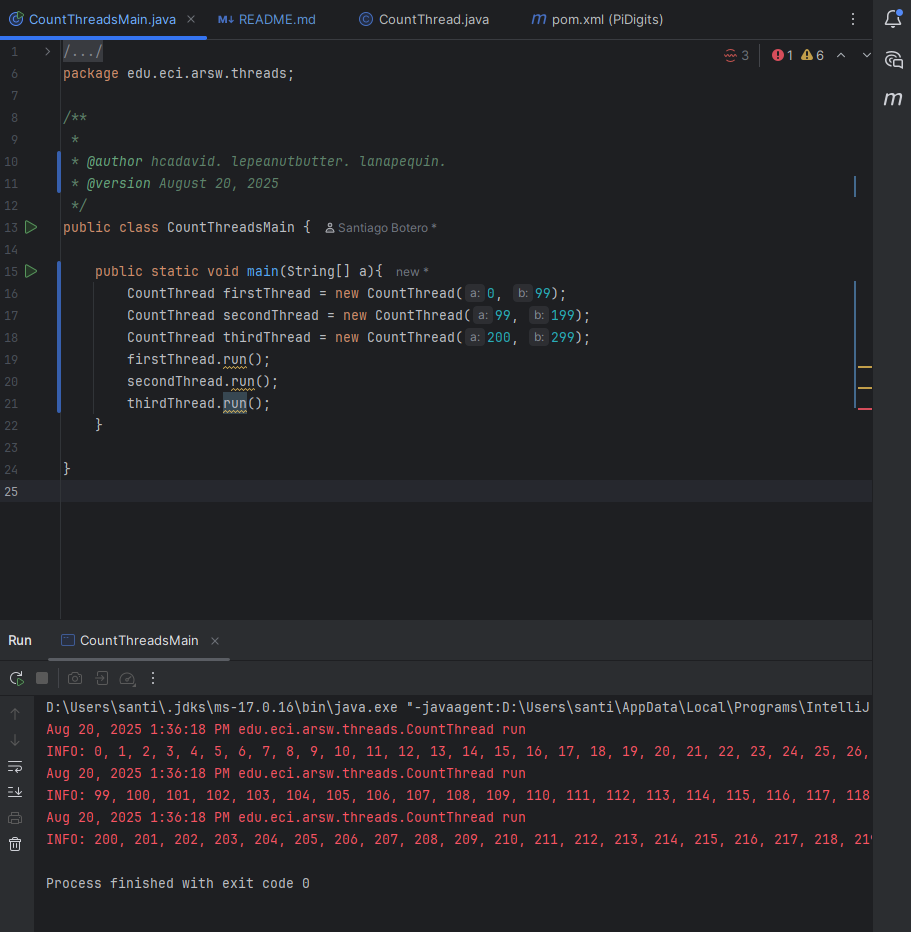 CountThreadsMain.java × M↓ README.md © CountThread.java m pom.xml (PiDigits)
1 /.../ 3 1 6
6 package edu.eci.arsw.threads;
7
8 /**
9 *
10 * @author hcadavid. lepeanutbutter. lanapequin.
11 * @version August 20, 2025
12 */
13 public class CountThreadsMain { Santiago Botero *
14
15 public static void main(String[] a){ new *
16 CountThread firstThread = new CountThread( a: 0, b: 99);
17 CountThread secondThread = new CountThread( a: 99, b: 199);
18 CountThread thirdThread = new CountThread( a: 200, b: 299);
19 firstThread.run();
20 secondThread.run();
21 thirdThread.run();
22 }
23
24 }
25
Run CountThreadsMain ×
D:\Users\santi\.jdks\ms-17.0.16\bin\java.exe "-javaagent:D:\Users\santi\AppData\Local\Programs\IntelliJ
Aug 20, 2025 1:36:18 PM edu.eci.arsw.threads.CountThread run
INFO: 0, 1, 2, 3, 4, 5, 6, 7, 8, 9, 10, 11, 12, 13, 14, 15, 16, 17, 18, 19, 20, 21, 22, 23, 24, 25, 26,
Aug 20, 2025 1:36:18 PM edu.eci.arsw.threads.CountThread run
INFO: 99, 100, 101, 102, 103, 104, 105, 106, 107, 108, 109, 110, 111, 112, 113, 114, 115, 116, 117, 118
Aug 20, 2025 1:36:18 PM edu.eci.arsw.threads.CountThread run
INFO: 200, 201, 202, 203, 204, 205, 206, 207, 208, 209, 210, 211, 212, 213, 214, 215, 216, 217, 218, 219
Process finished with exit code 0